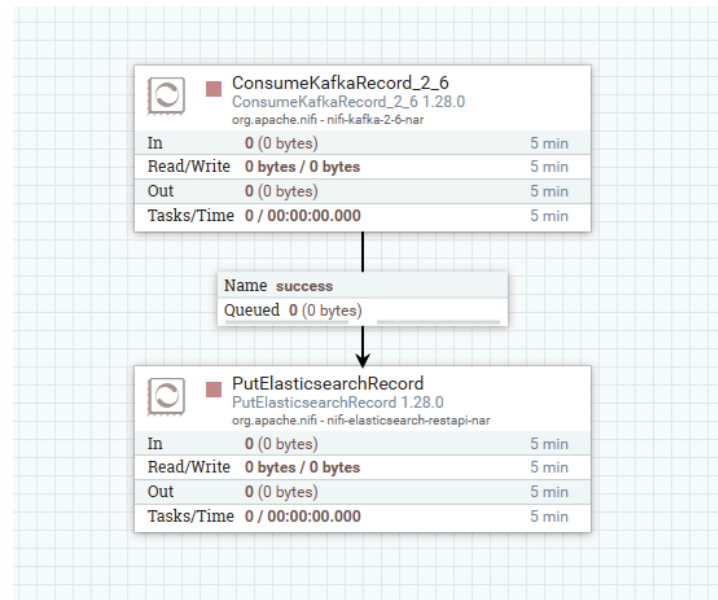 ConsumeKafkaRecord_2_6
ConsumeKafkaRecord_2_6 1.28.0
org.apache.nifi - nifi-kafka-2-6-nar
In 0 (0 bytes) 5 min
Read/Write 0 bytes / 0 bytes 5 min
Out 0 (0 bytes) 5 min
Tasks/Time 0 / 00:00:00.000 5 min
Name success
Queued 0 (0 bytes)
PutElasticsearchRecord
PutElasticsearchRecord 1.28.0
org.apache.nifi - nifi-elasticsearch-restapi-nar
In 0 (0 bytes) 5 min
Read/Write 0 bytes / 0 bytes 5 min
Out 0 (0 bytes) 5 min
Tasks/Time 0 / 00:00:00.000 5 min